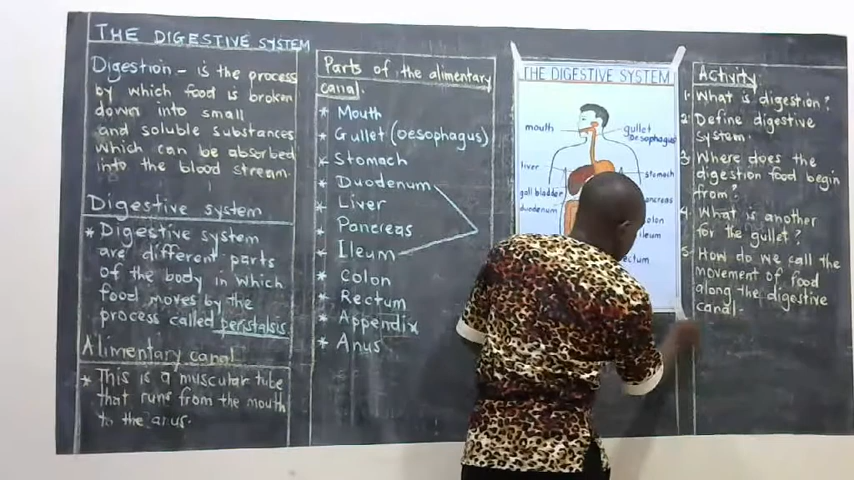 THE DIGESTIVE SYSTEM
Digestion - is the process
by which food is broken
down into small
and soluble substances
which can be absorbed
into the blood stream.
Digestive system
* Digestive system
are different parts
of the body in which
food moves by the
process called peristalsis
Alimentary canal
* This is a muscular tube
that runs from the mouth
to the anus.
Parts of the alimentary
canal.
* Mouth
* Gullet (oesophagus)
* Stomach
* Duodenum
* Liver
* Pancreas
* Ileum
* Colon
* Rectum
* Appendix
* Anus
THE DIGESTIVE SYSTEM
mouth
gullet
oesophagus
liver
stomach
gall bladder
pancreas
duodenum
colon
ileum
rectum
Activity
1. What is digestion?
2. Define digestive
system
3. Where does the
digestion food begin
from?
4. What is another
for the gullet?
5. How do we call the
movement of food
along the digestive
canal.